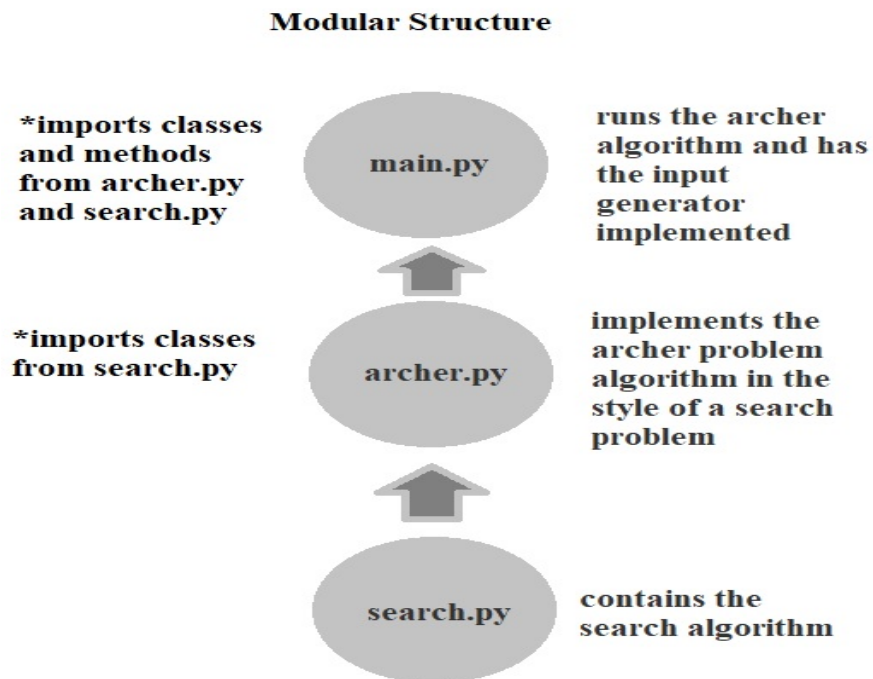 Modular Structure
*imports classes
and methods
from archer.py
and search.py
main.py
runs the archer
algorithm and has
the input
generator
implemented
*imports classes
from search.py
archer.py
implements the
archer problem
algorithm in the
style of a search
problem
search.py
contains the
search algorithm